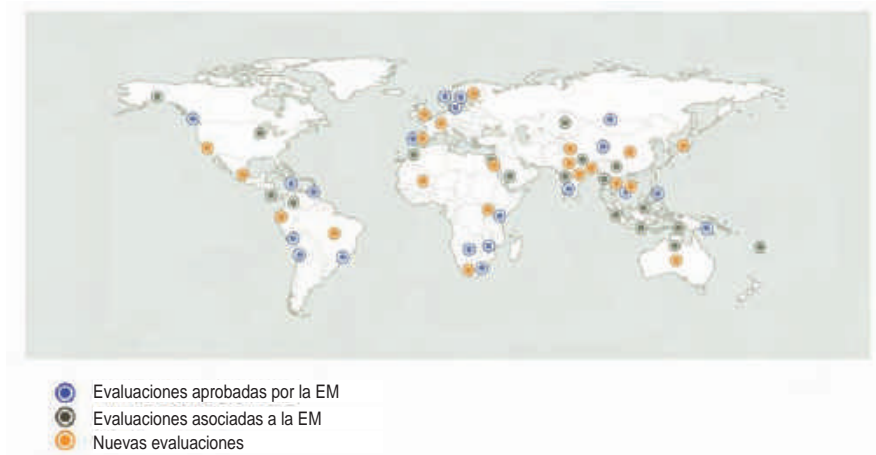 Evaluaciones aprobadas por la EM
Evaluaciones asociadas a la EM
Nuevas evaluaciones